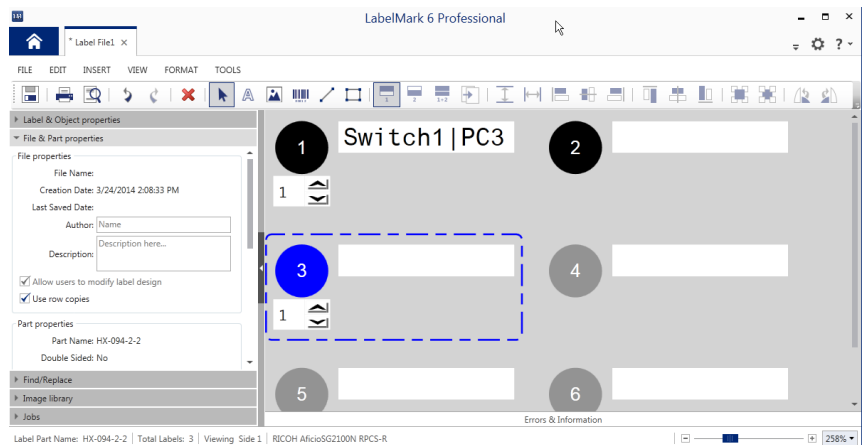 LabelMark 6 Professional
* Label File1 ×
?
FILE EDIT INSERT VIEW FORMAT TOOLS
A 1 2 1+2
Label & Object properties
File & Part properties
File properties
File Name:
Creation Date: 3/24/2014 2:08:33 PM
Last Saved Date:
Author: Name
Description: Description here...
Allow users to modify label design
Use row copies
Part properties
Part Name: HX-094-2-2
Double Sided: No
Find/Replace
Image library
Jobs
1 Switch1|PC3 2
1
3 4
1
5 6
Errors & Information
Label Part Name: HX-094-2-2 Total Labels: 3 Viewing Side 1 RICOH AficioSG2100N RPCS-R 258%